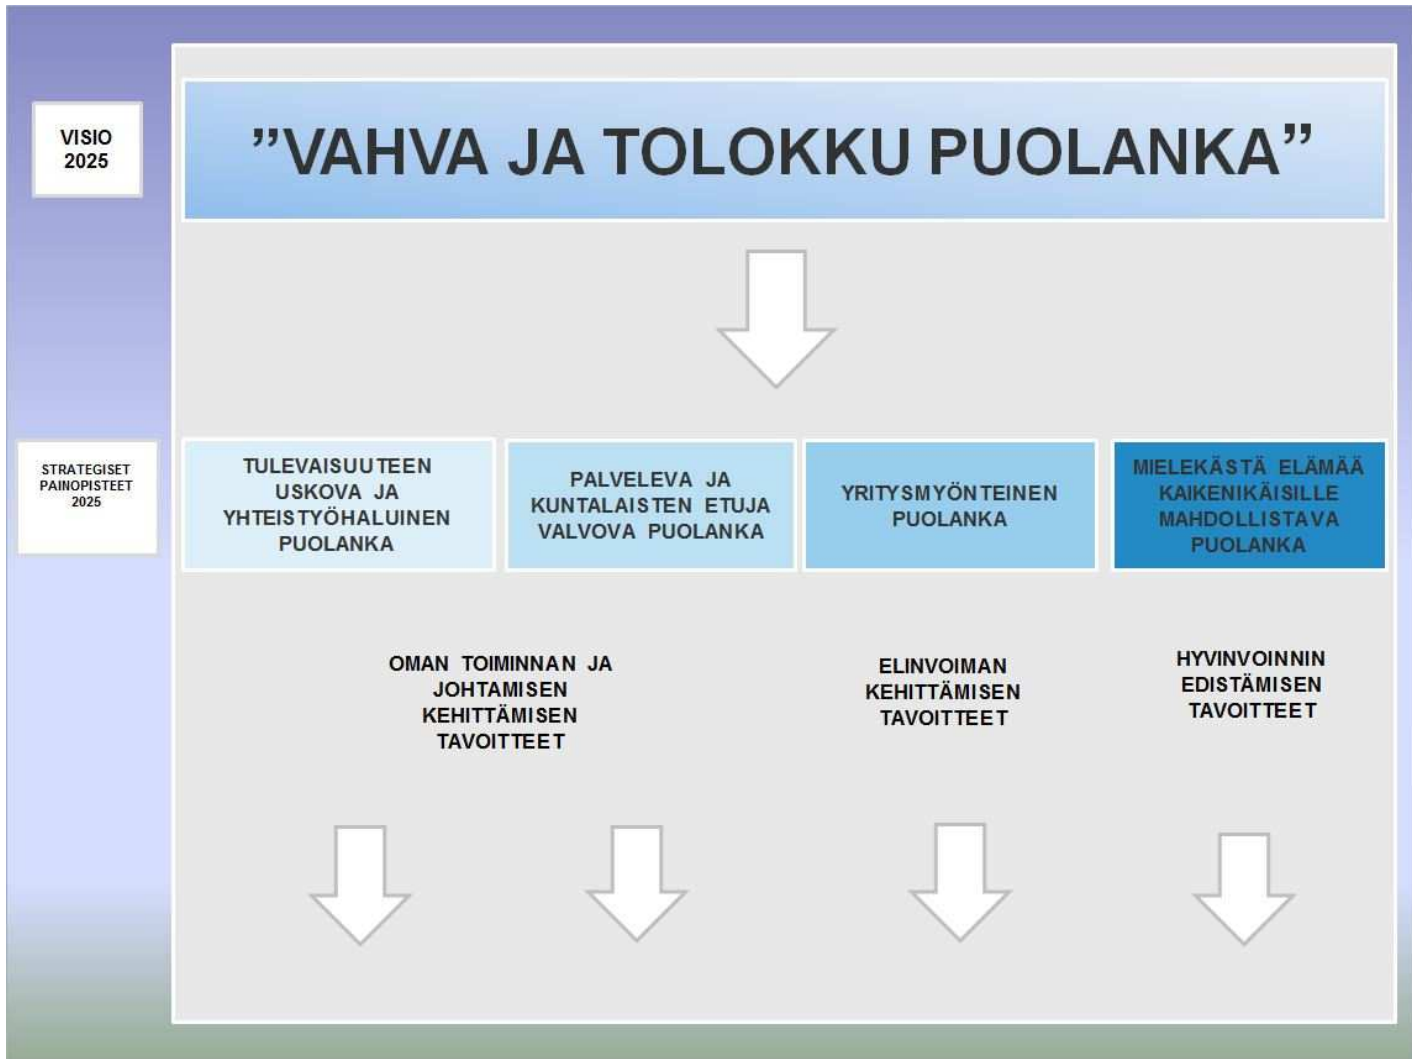 VISIO
2025
”VAHVA JA TOLOKKU PUOLANKA”
STRATEGISET
PAINOPISTEET
2025
TULEVAISUUTEEN
USKOVA JA
YHTEISTYÖHALUINEN
PUOLANKA
PALVELEVA JA
KUNTALAISTEN ETUJA
VALVOVA PUOLANKA
YRITYSMYÖNTEINEN
PUOLANKA
MIELEKÄSTÄ ELÄMÄÄ
KAIKENIKÄISILLE
MAHDOLLISTAVA
PUOLANKA
OMAN TOIMINNAN JA
JOHTAMISEN
KEHITTÄMISEN
TAVOITTEET
ELINVOIMAN
KEHITTÄMISEN
TAVOITTEET
HYVINVOINNIN
EDISTÄMISEN
TAVOITTEET